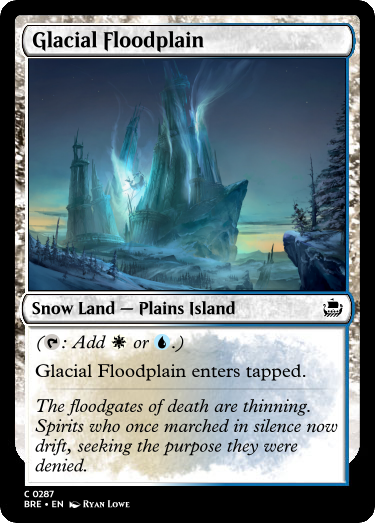 Glacial Floodplain
Snow Land — Plains Island
(: Add or .)
Glacial Floodplain enters tapped.
The floodgates of death are thinning.
Spirits who once marched in silence now
drift, seeking the purpose they were
denied.
C 0287
BRE • EN Ryan Lowe